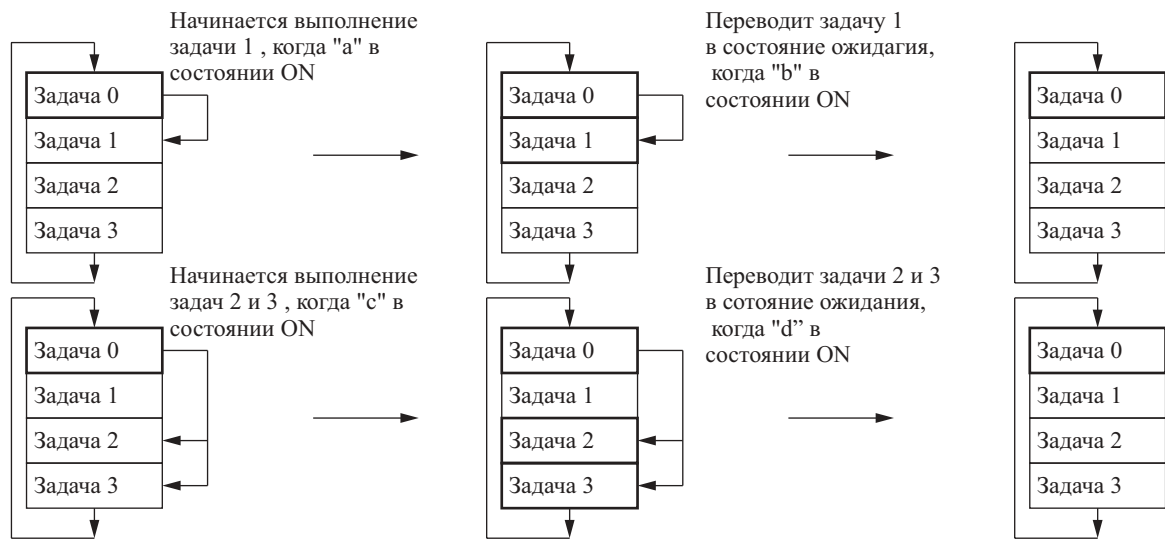 Начинается выполнение
задачи 1 , когда "a" в
состоянии ON
Переводит задачу 1
в состояние ожидагия,
когда "b" в
состоянии ON
Задача 0
Задача 1
Задача 2
Задача 3
Задача 0
Задача 1
Задача 2
Задача 3
Задача 0
Задача 1
Задача 2
Задача 3
Начинается выполнение
задач 2 и 3 , когда "c" в
состоянии ON
Переводит задачи 2 и 3
в сотояние ожидания,
когда "d” в
состоянии ON
Задача 0
Задача 1
Задача 2
Задача 3
Задача 0
Задача 1
Задача 2
Задача 3
Задача 0
Задача 1
Задача 2
Задача 3